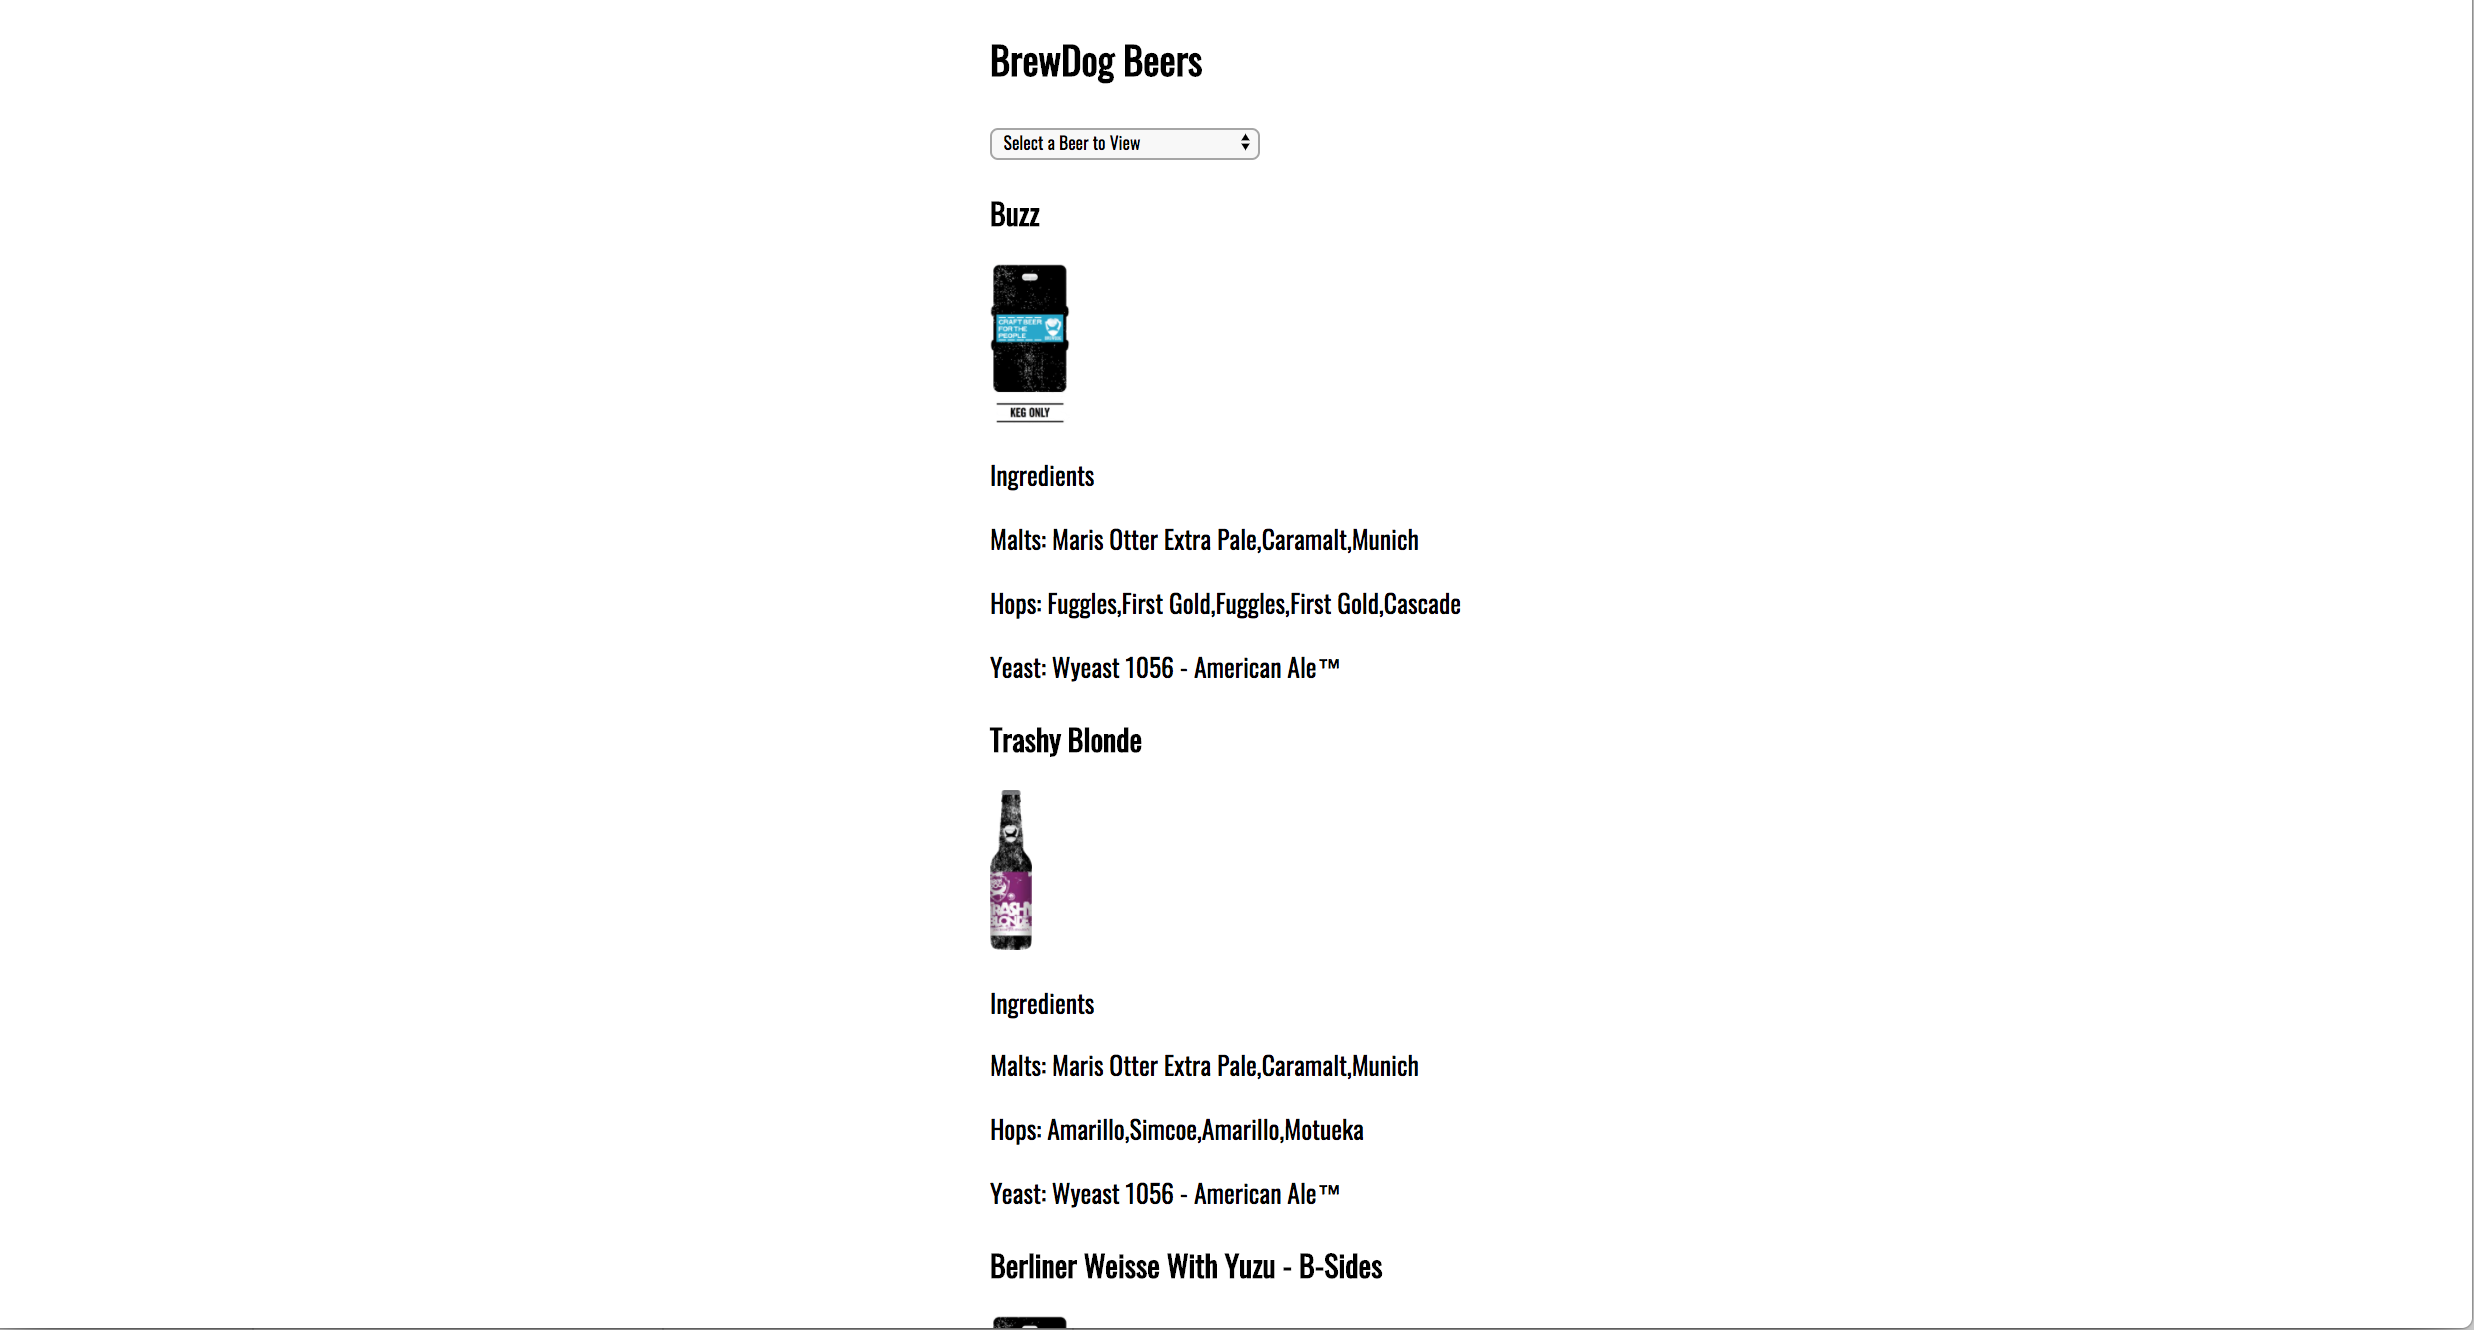 BrewDog Beers
Select a Beer to View
Buzz
CRAFT BEER
FOR THE
PEOPLE
KEG ONLY
Ingredients
Malts: Maris Otter Extra Pale,Caramalt,Munich
Hops: Fuggles,First Gold,Fuggles,First Gold,Cascade
Yeast: Wyeast 1056 - American Ale™
Trashy Blonde
Ingredients
Malts: Maris Otter Extra Pale,Caramalt,Munich
Hops: Amarillo,Simcoe,Amarillo,Motueka
Yeast: Wyeast 1056 - American Ale™
Berliner Weisse With Yuzu - B-Sides